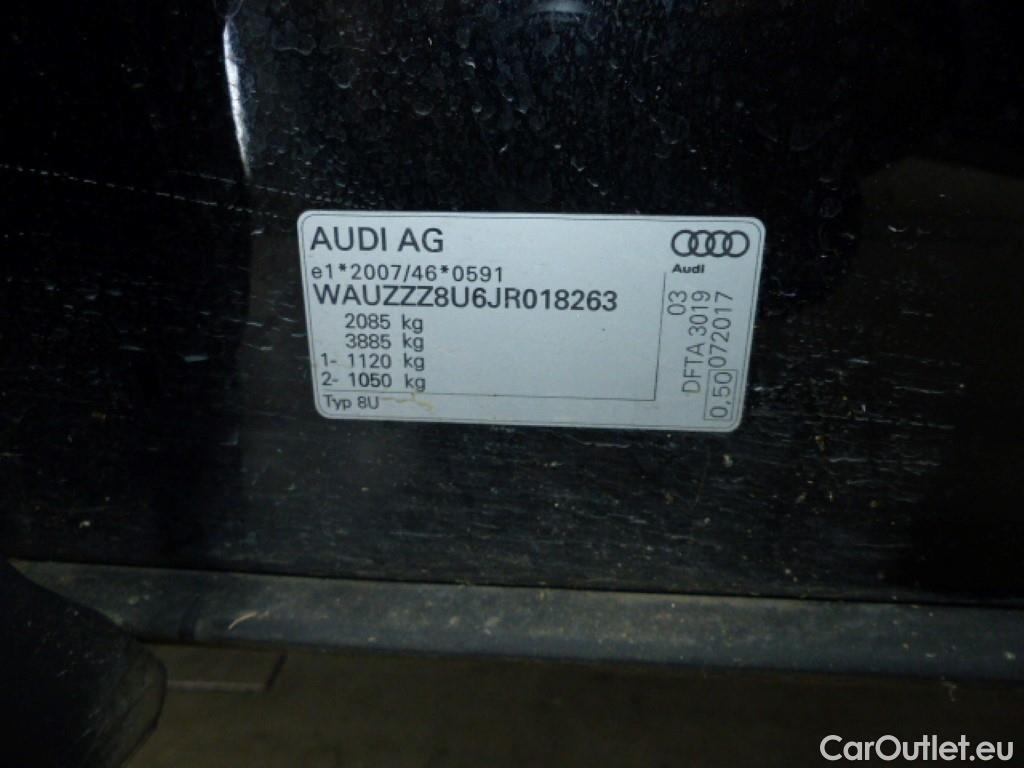 AUDI AG
Audi
e1*2007/46*0591
WAUZZZ8U6JR018263
2085 kg
3885 kg
1- 1120 kg
2- 1050 kg
Typ 8U
03
DFTA 3019
0.50 072017
CarOutlet.eu